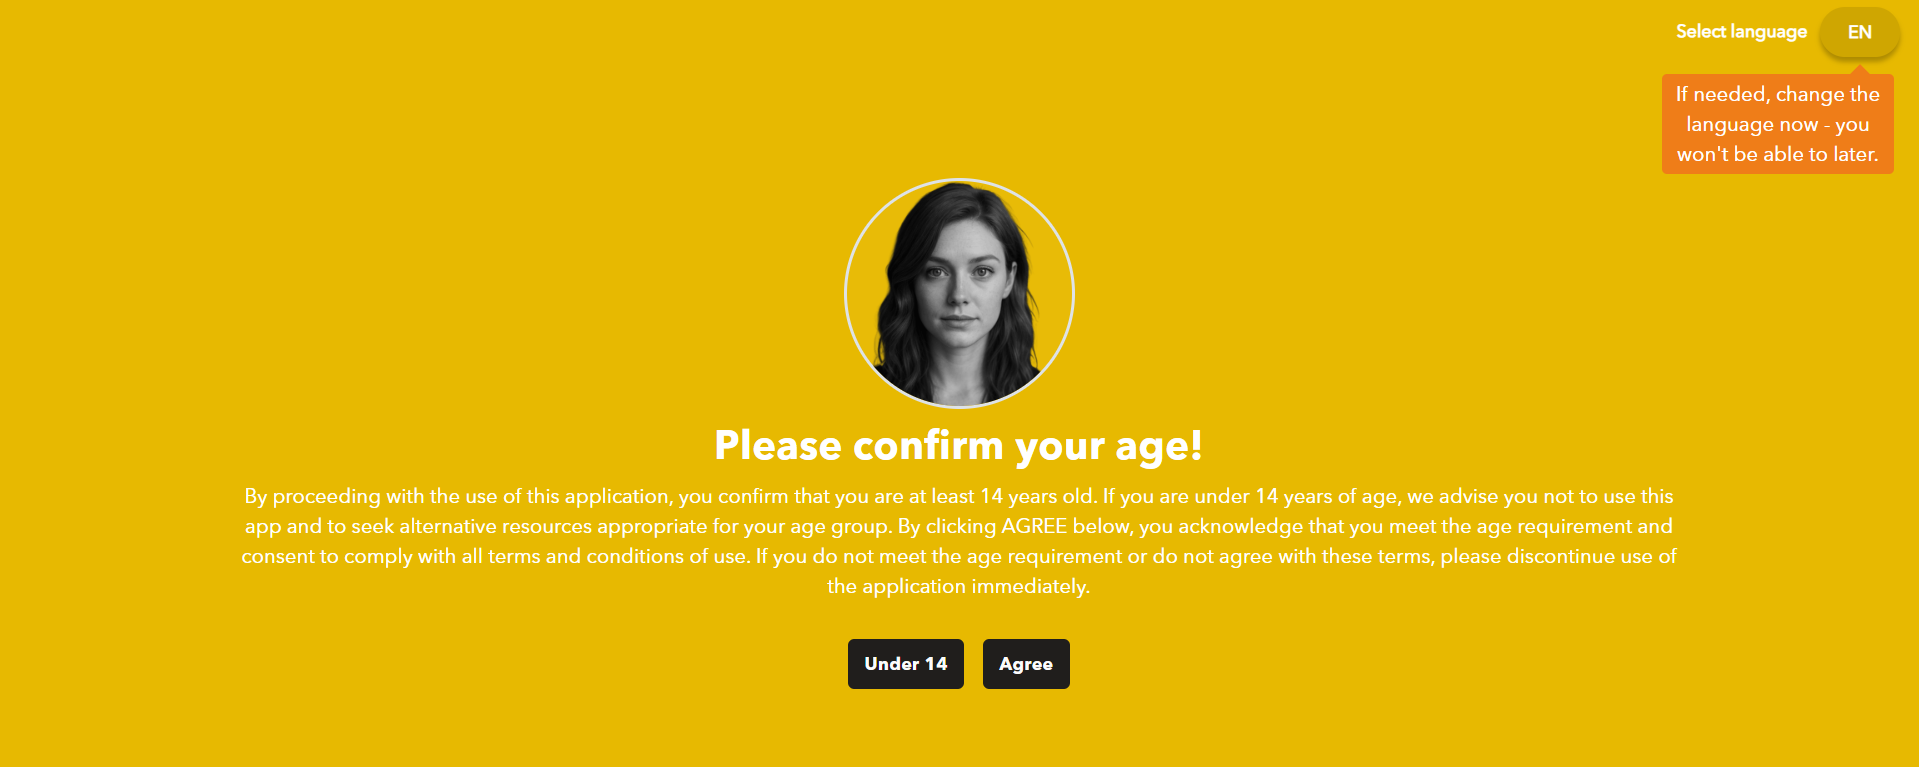 Select language
EN
If needed, change the
language now - you
won't be able to later.
Please confirm your age!
By proceeding with the use of this application, you confirm that you are at least 14 years old. If you are under 14 years of age, we advise you not to use this
app and to seek alternative resources appropriate for your age group. By clicking AGREE below, you acknowledge that you meet the age requirement and
consent to comply with all terms and conditions of use. If you do not meet the age requirement or do not agree with these terms, please discontinue use of
the application immediately.
Under 14
Agree